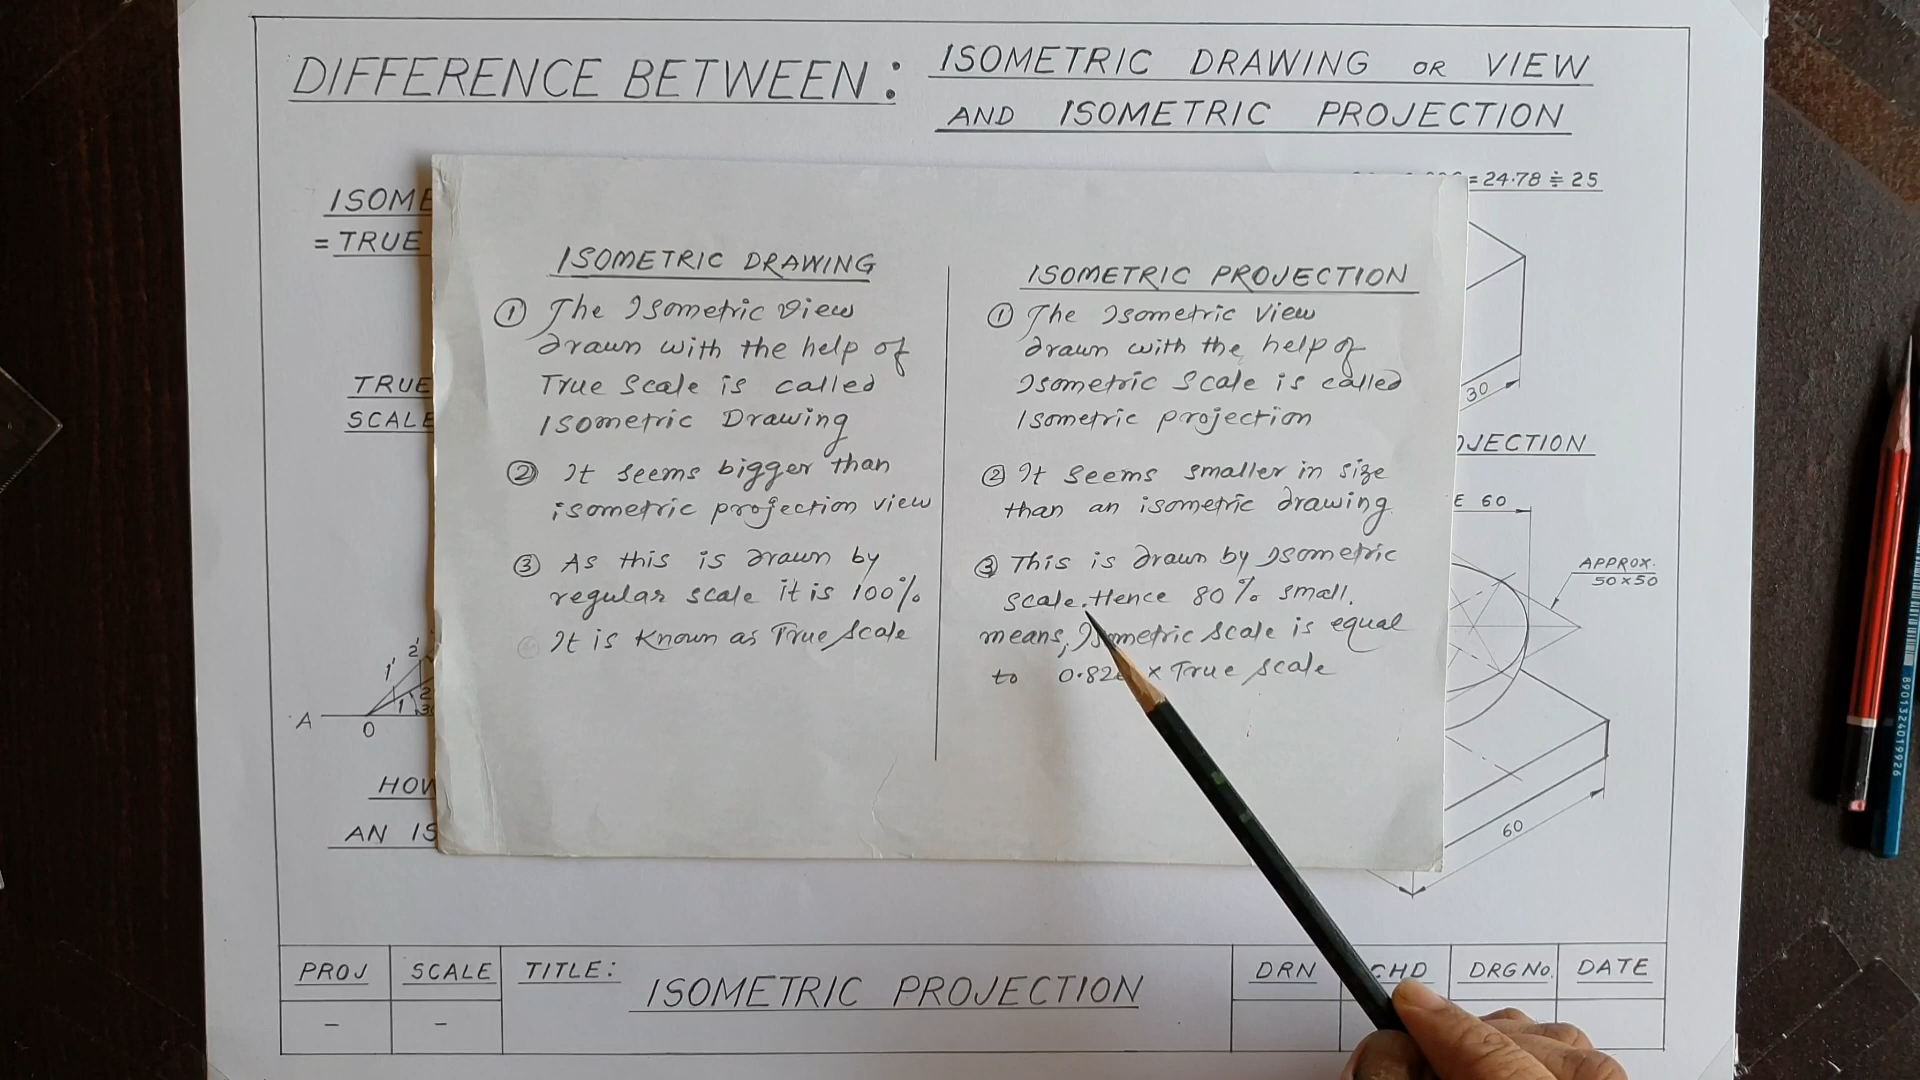 DIFFERENCE BETWEEN:
ISOMETRIC DRAWING OR VIEW
AND ISOMETRIC PROJECTION
= 24.78 ÷ 25
= TRUE
TRUE
SCALE
ISOMETRIC DRAWING
① The Isometric View
drawn with the help of
True Scale is called
Isometric Drawing
② It seems bigger than
isometric projection view
③ As this is drawn by
regular scale it is 100%
It is Known as True Scale
ISOMETRIC PROJECTION
① The Isometric View
drawn with the help of
Isometric Scale is called
Isometric projection
② It seems smaller in size
than an isometric drawing
③ This is drawn by Isometric
scale. Hence 80% small.
means, Isometric Scale is equal
to × True Scale
30
60
APPROX.
50×50
60
2'
1'
2
1
A
O
AN
PROJ
SCALE
TITLE:
ISOMETRIC PROJECTION
DRN
CHD
DRG No.
DATE
–
–
8901324019926